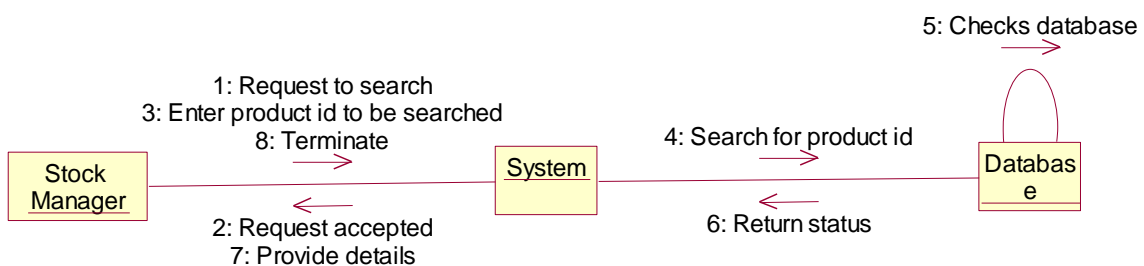 5: Checks database
1: Request to search
3: Enter product id to be searched
8: Terminate
4: Search for product id
Stock
Manager
System
Databas
e
2: Request accepted
7: Provide details
6: Return status